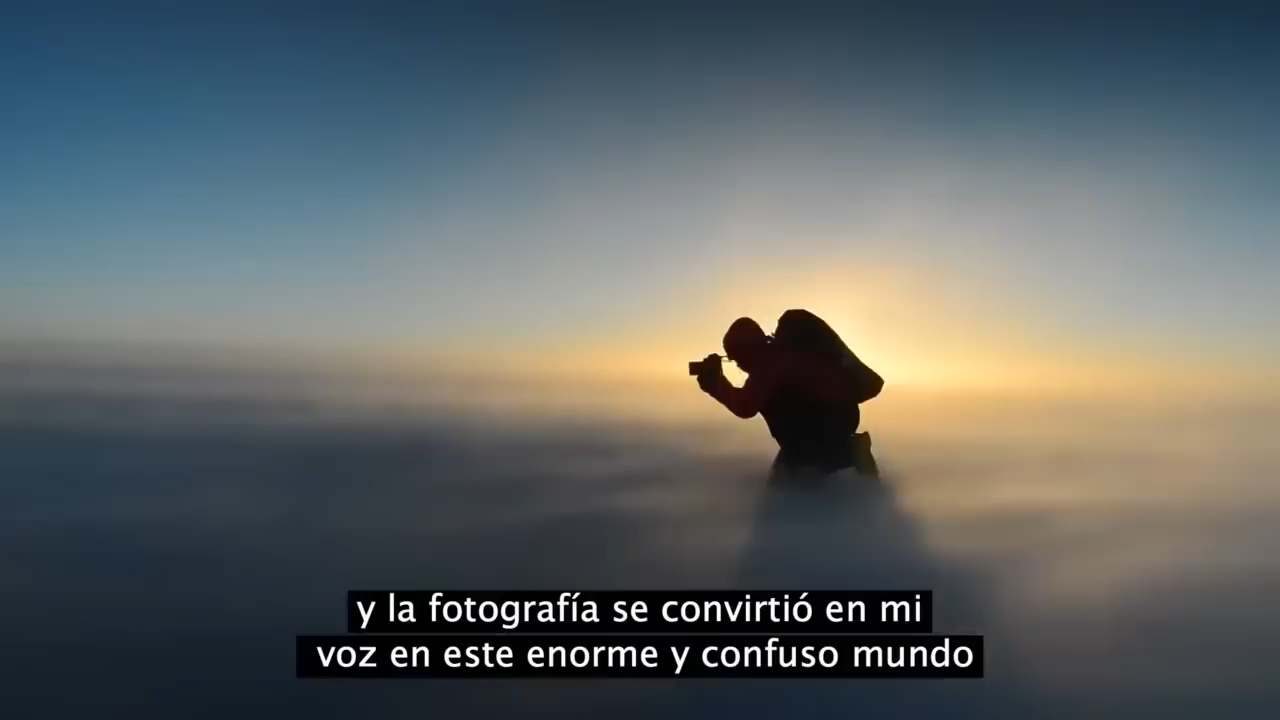 y la fotografía se convirtió en mi
voz en este enorme y confuso mundo